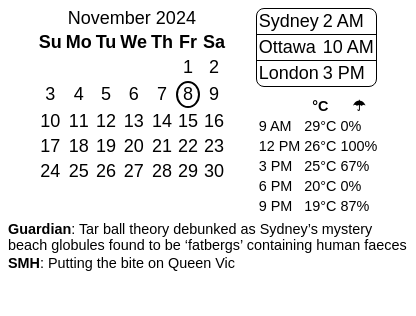 November 2024
Su Mo Tu We Th Fr Sa
1 2
3 4 5 6 7 8 9
10 11 12 13 14 15 16
17 18 19 20 21 22 23
24 25 26 27 28 29 30
Sydney 2 AM
Ottawa 10 AM
London 3 PM
°C ☂
9 AM 29°C 0%
12 PM 26°C 100%
3 PM 25°C 67%
6 PM 20°C 0%
9 PM 19°C 87%
Guardian: Tar ball theory debunked as Sydney’s mystery
beach globules found to be ‘fatbergs’ containing human faeces
SMH: Putting the bite on Queen Vic